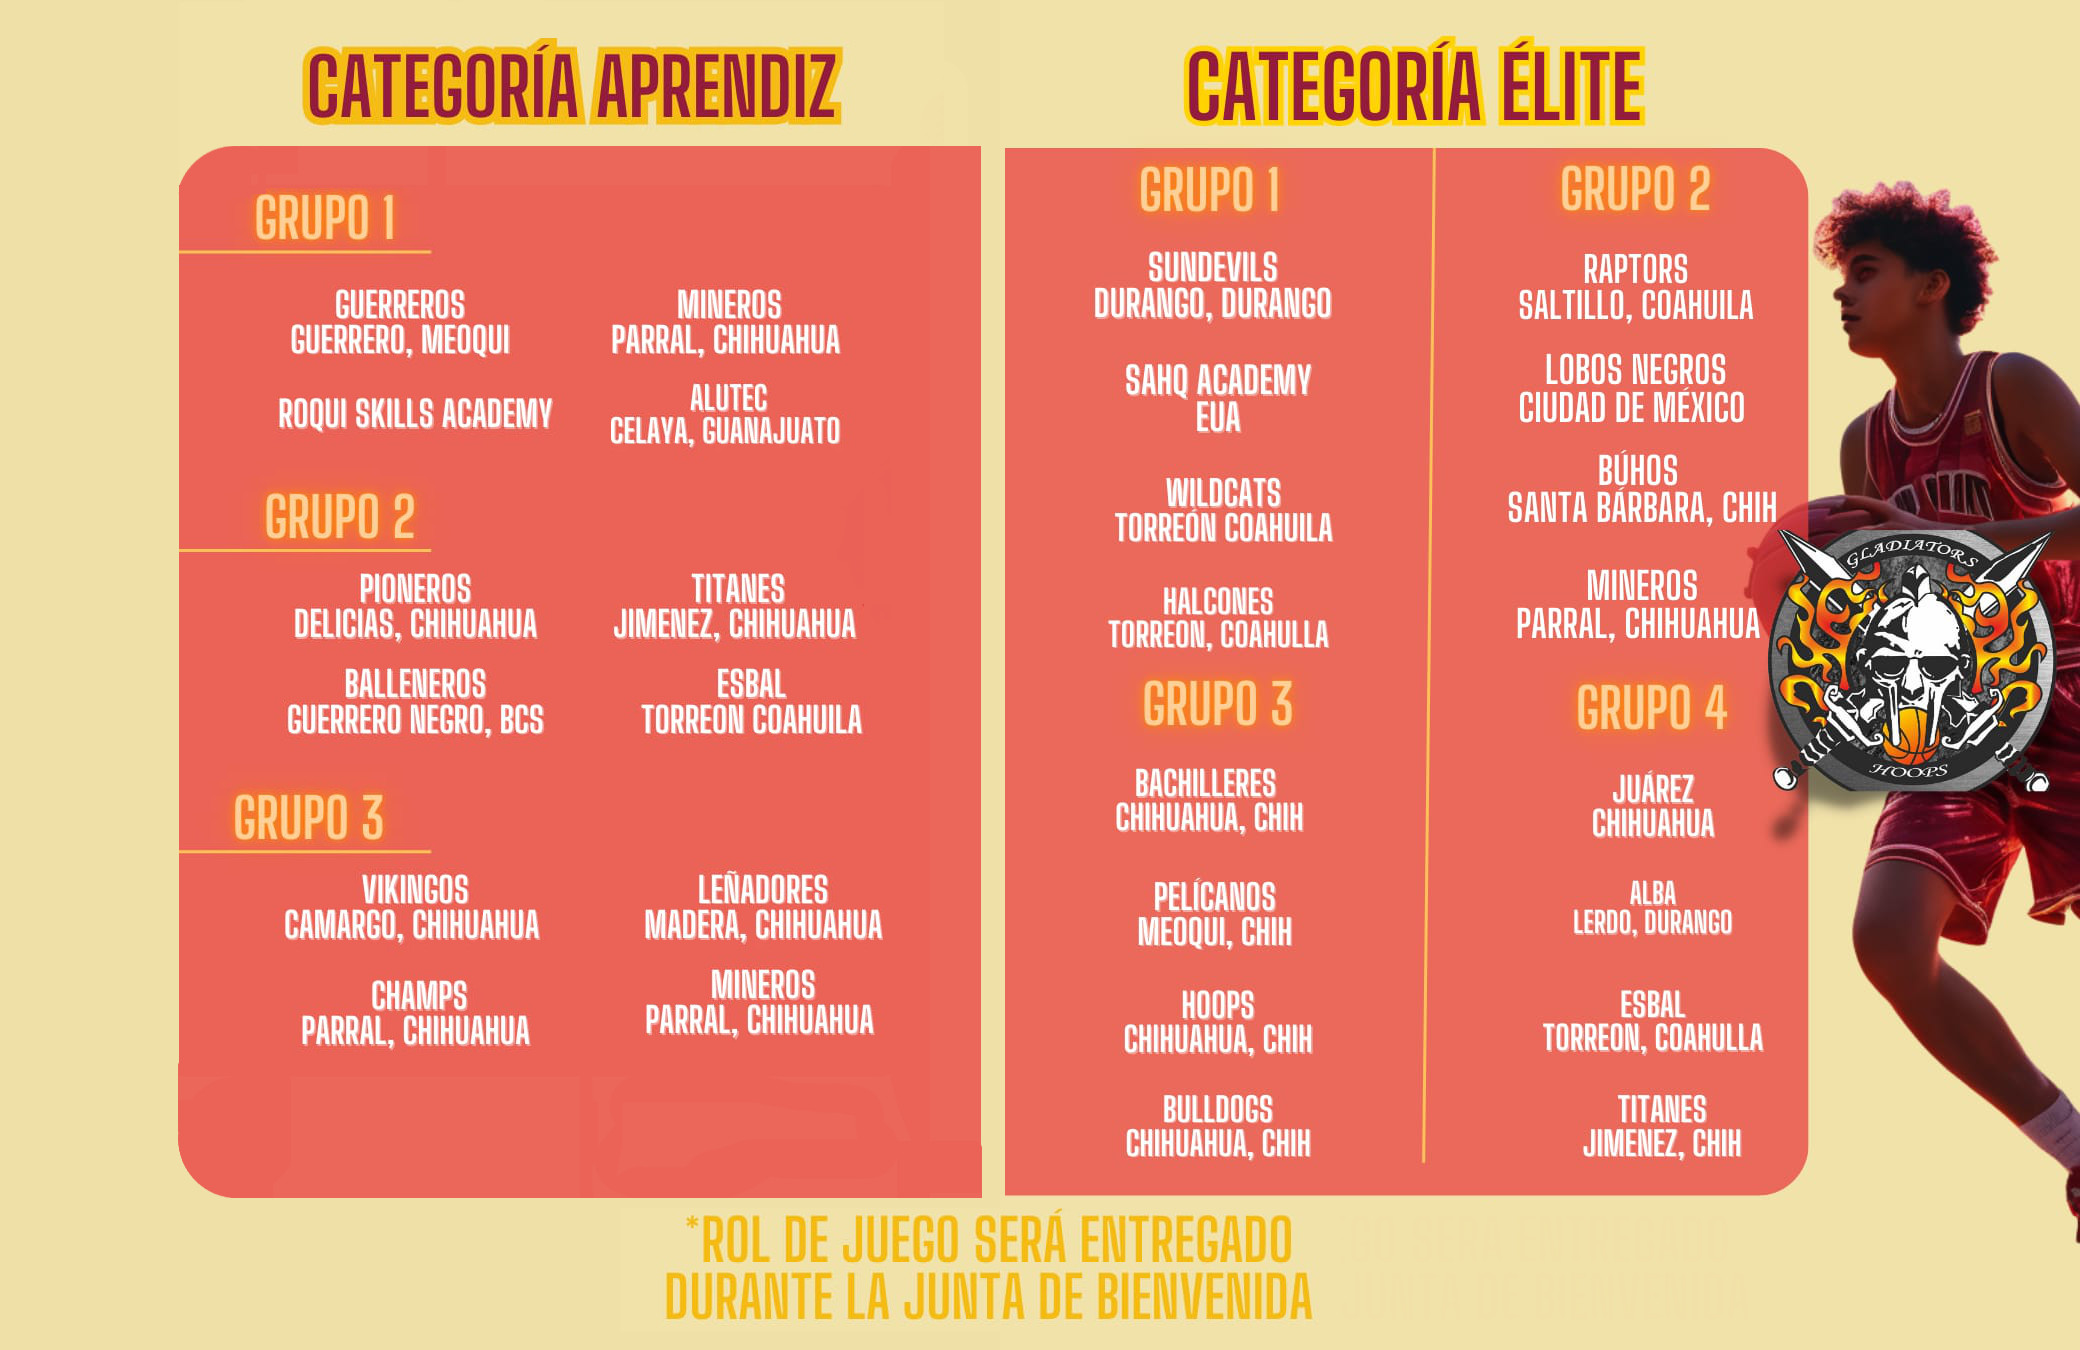 CATEGORÍA APRENDIZ
GRUPO 1
GUERREROS
GUERRERO, MEOQUI
MINEROS
PARRAL, CHIHUAHUA
ROQUI SKILLS ACADEMY
ALUTEC
CELAYA, GUANAJUATO
GRUPO 2
PIONEROS
DELICIAS, CHIHUAHUA
TITANES
JIMENEZ, CHIHUAHUA
BALLENEROS
GUERRERO NEGRO, BCS
ESBAL
TORREON COAHUILA
GRUPO 3
VIKINGOS
CAMARGO, CHIHUAHUA
LEÑADORES
MADERA, CHIHUAHUA
CHAMPS
PARRAL, CHIHUAHUA
MINEROS
PARRAL, CHIHUAHUA
CATEGORÍA ÉLITE
GRUPO 1
SUNDEVILS
DURANGO, DURANGO
SAHQ ACADEMY
EUA
WILDCATS
TORREÓN COAHUILA
HALCONES
TORREON, COAHULLA
GRUPO 2
RAPTORS
SALTILLO, COAHUILA
LOBOS NEGROS
CIUDAD DE MÉXICO
BÚHOS
SANTA BÁRBARA, CHIH
MINEROS
PARRAL, CHIHUAHUA
GRUPO 3
BACHILLERES
CHIHUAHUA, CHIH
PELÍCANOS
MEOQUI, CHIH
HOOPS
CHIHUAHUA, CHIH
BULLDOGS
CHIHUAHUA, CHIH
GRUPO 4
JUÁREZ
CHIHUAHUA
ALBA
LERDO, DURANGO
ESBAL
TORREON, COAHULLA
TITANES
JIMENEZ, CHIH
GLADIATORS
HOOPS
*ROL DE JUEGO SERÁ ENTREGADO
DURANTE LA JUNTA DE BIENVENIDA